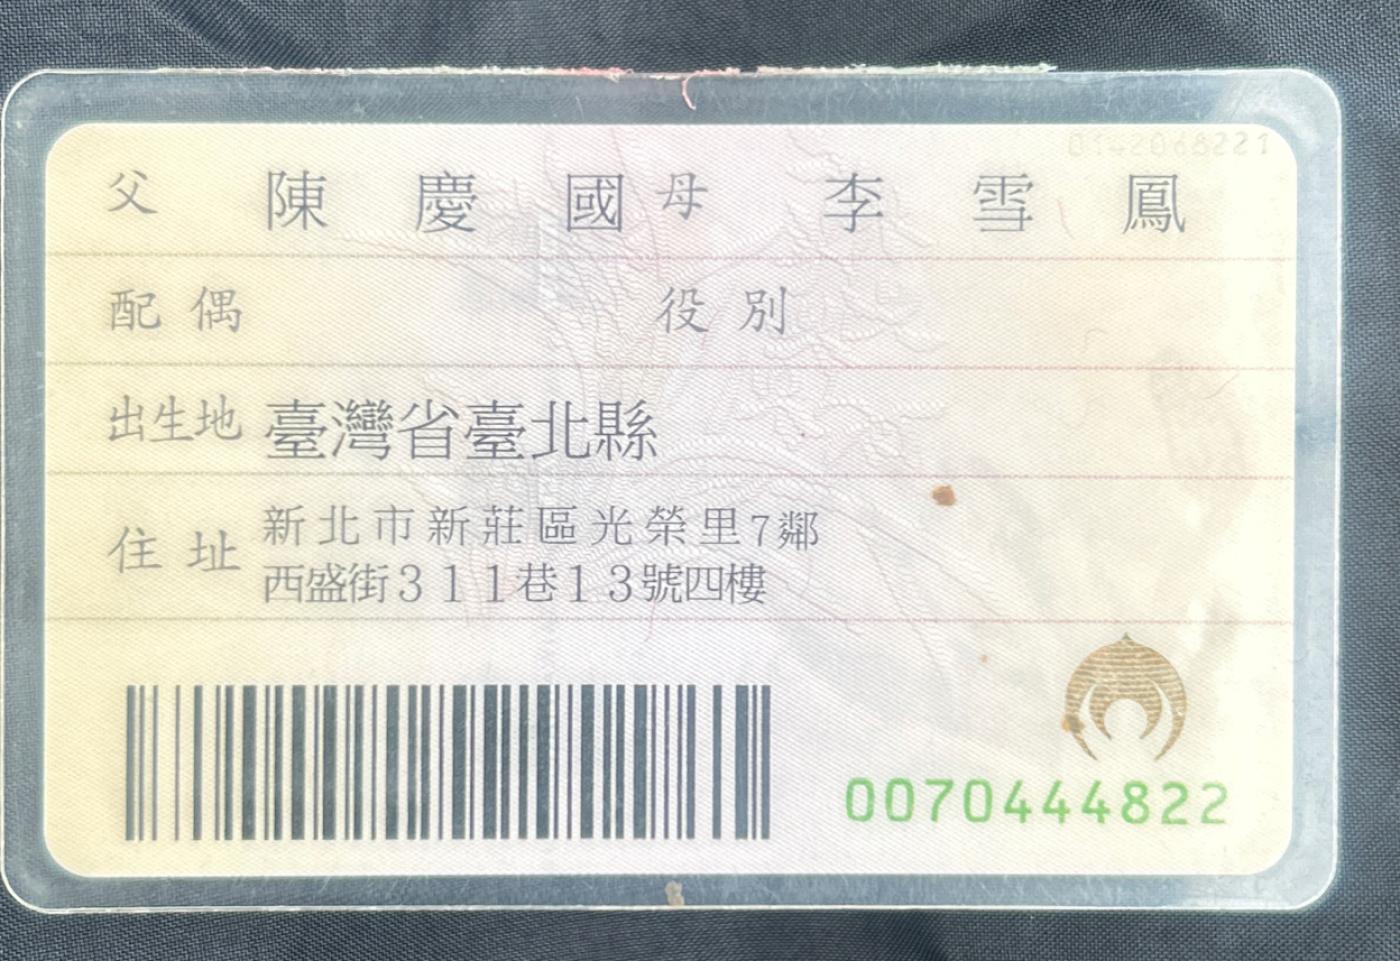 0142068221
父 陳慶國 母 李雪鳳
配偶 役別
出生地 臺灣省臺北縣
住址 新北市新莊區光榮里7鄰
西盛街311巷13號四樓
0070444822